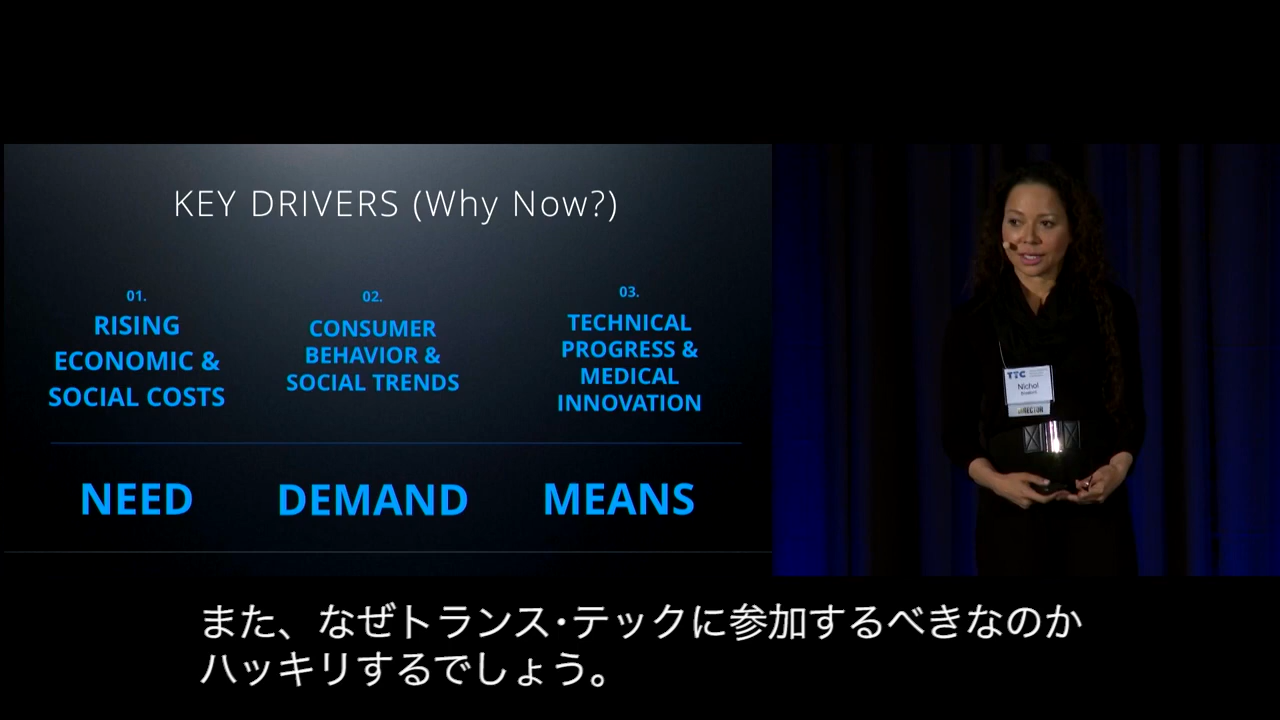 KEY DRIVERS (Why Now?)
01.
RISING
ECONOMIC &
SOCIAL COSTS
02.
CONSUMER
BEHAVIOR &
SOCIAL TRENDS
03.
TECHNICAL
PROGRESS &
MEDICAL
INNOVATION
NEED
DEMAND
MEANS
TTC
Nichol
DIRECTOR
また、なぜトランス・テックに参加するべきなのか
ハッキリするでしょう。